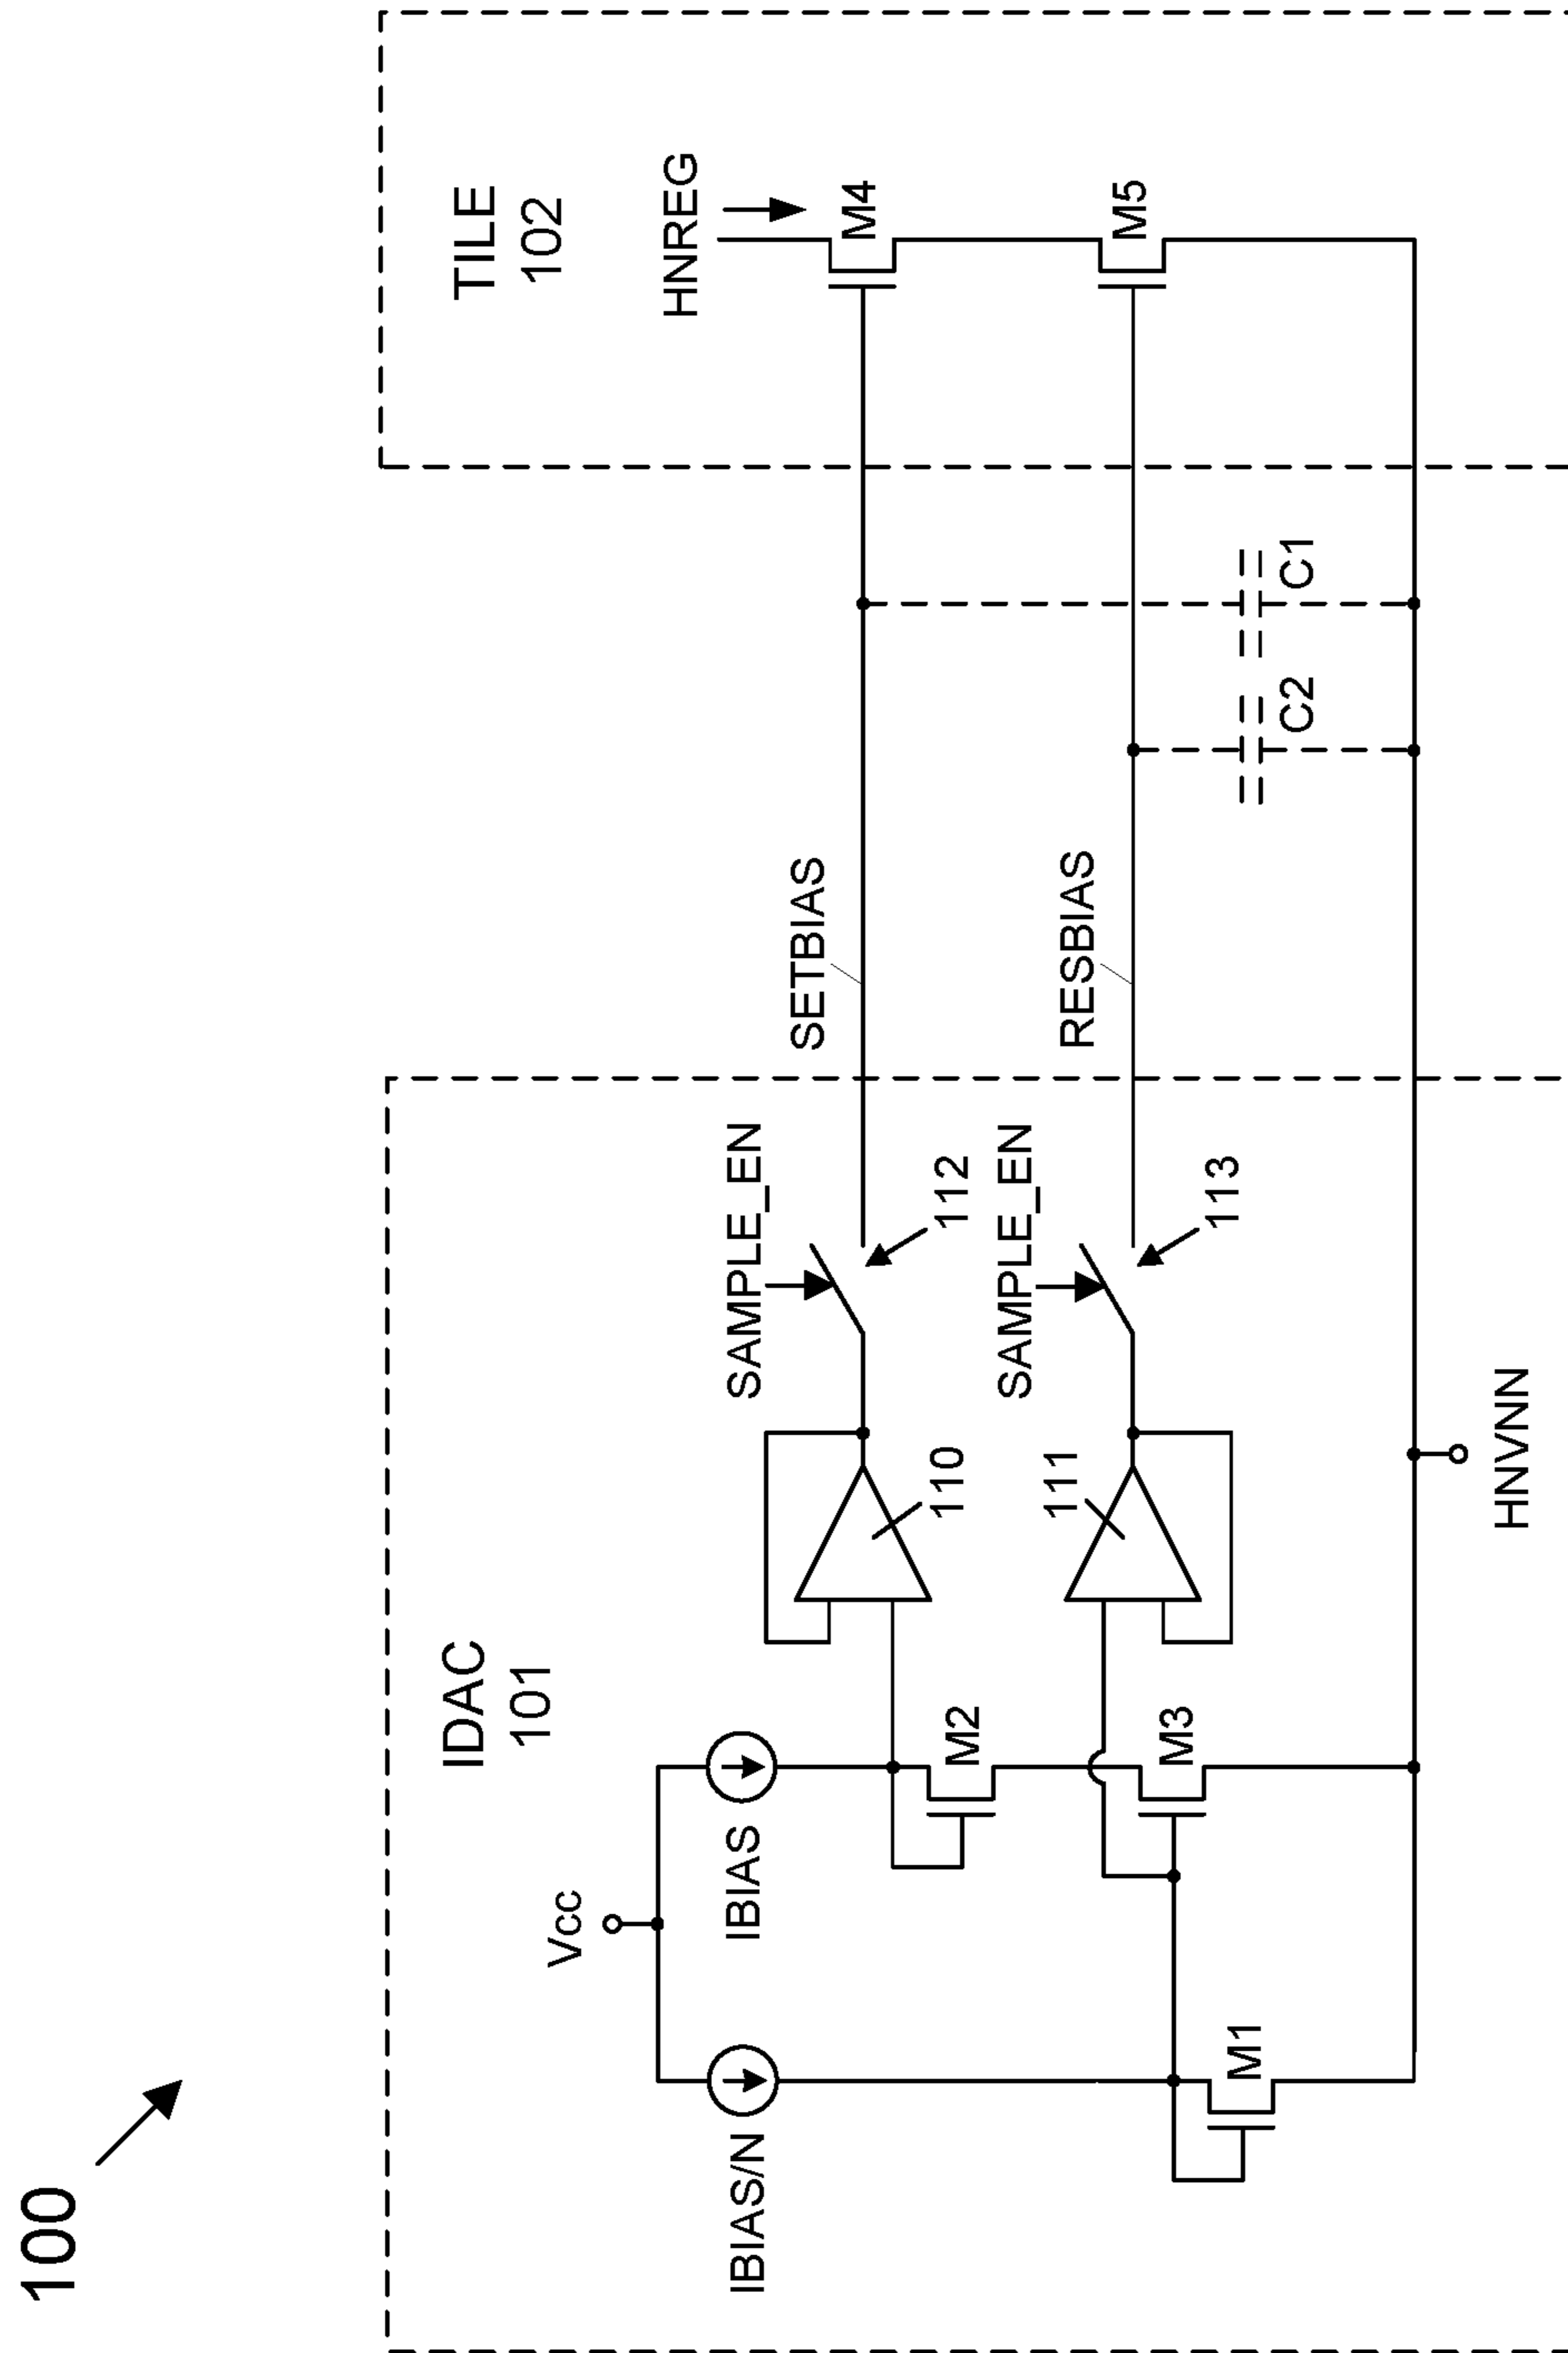 100
IDAC
101
TILE
102
Vcc
IBIAS/N
IBIAS
SAMPLE_EN
SETBIAS
HNREG
110
112
M2
M4
SAMPLE_EN
RESBIAS
111
113
M3
M5
M1
C2
C1
HNVNN